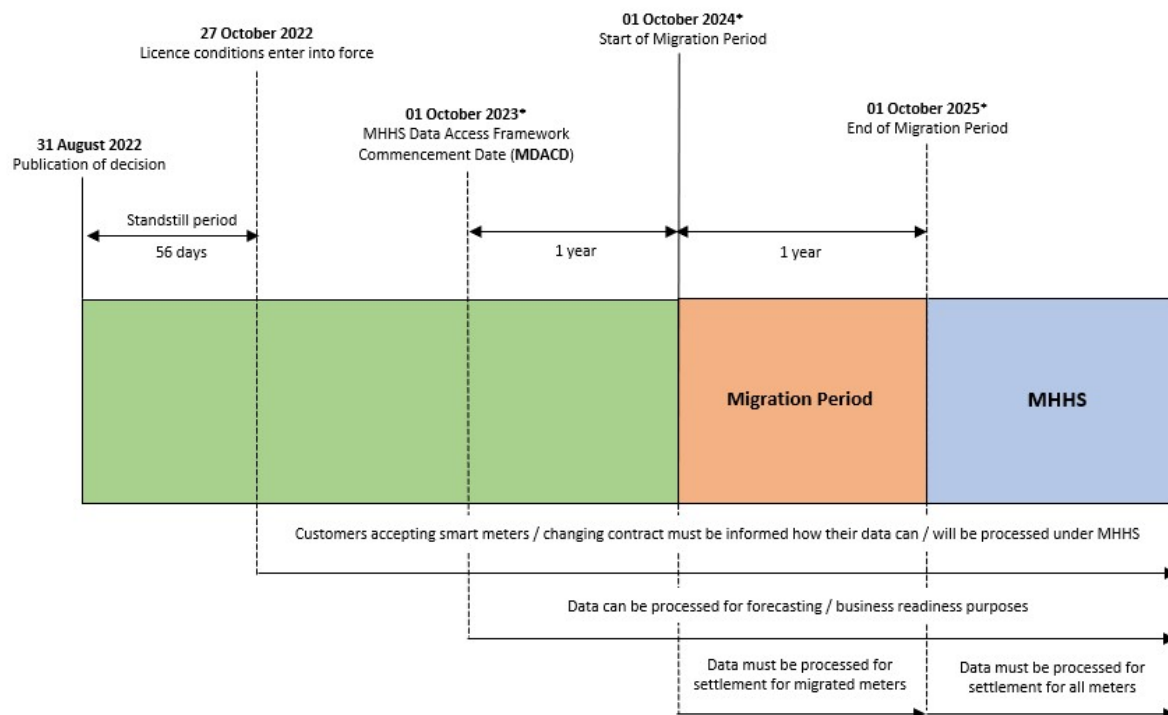 01 October 2024*
Start of Migration Period
27 October 2022
Licence conditions enter into force
01 October 2023*
MHHS Data Access Framework
Commencement Date (MDACD)
01 October 2025*
End of Migration Period
31 August 2022
Publication of decision
Standstill period
56 days
1 year
1 year
Migration Period
MHHS
Customers accepting smart meters / changing contract must be informed how their data can / will be processed under MHHS
Data can be processed for forecasting / business readiness purposes
Data must be processed for
settlement for migrated meters
Data must be processed for
settlement for all meters